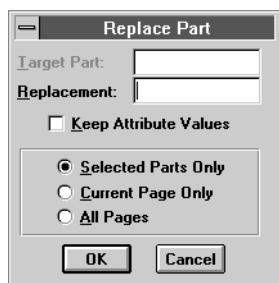 Replace Part
Target Part:
Replacement:
Keep Attribute Values
Selected Parts Only
Current Page Only
All Pages
OK Cancel